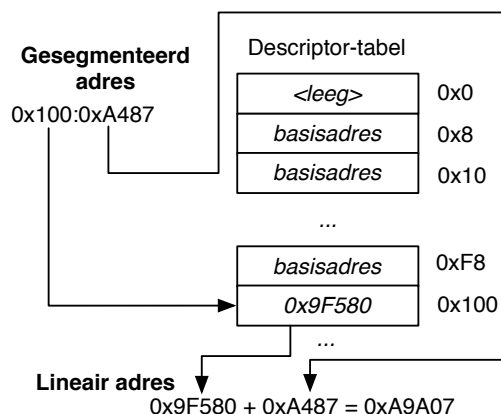 Gesegmenteerd
adres
0x100:0xA487
Descriptor-tabel
<leeg> 0x0
basisadres 0x8
basisadres 0x10
...
basisadres 0xF8
0x9F580 0x100
...
Lineair adres
0x9F580 + 0xA487 = 0xA9A07